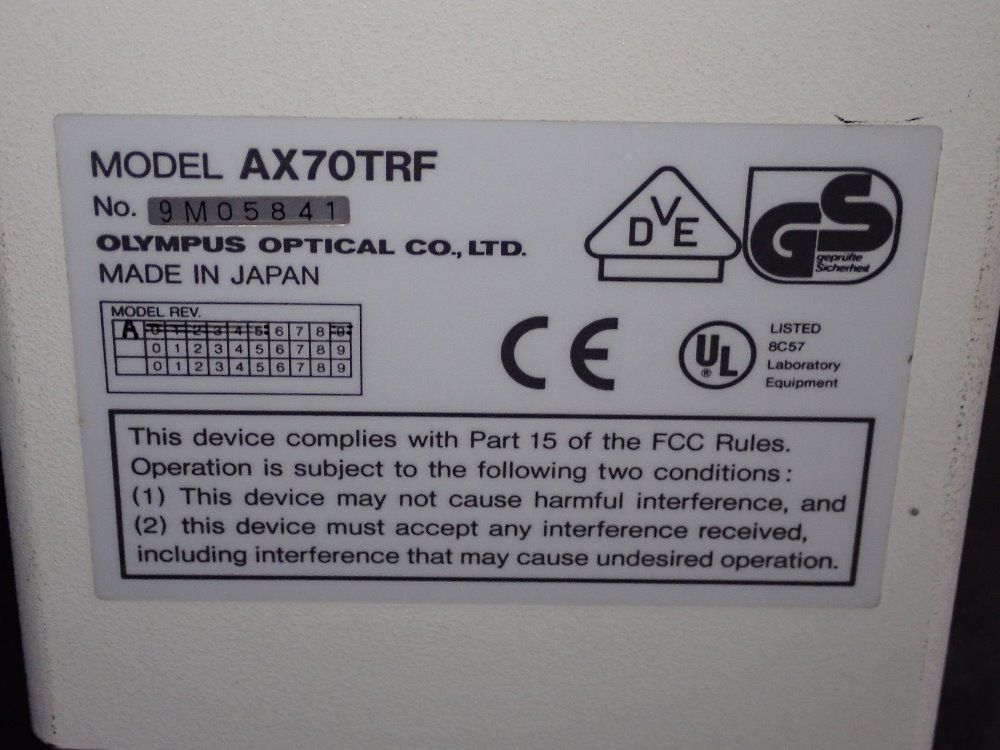 MODEL AX70TRF
No. 9M05841
OLYMPUS OPTICAL CO., LTD.
MADE IN JAPAN
MODEL REV.
A 0 1 2 3 4 5 6 7 8 9
0 1 2 3 4 5 6 7 8 9
0 1 2 3 4 5 6 7 8 9
DVE
GS
geprüfte
Sicherheit
CE
UL
®
LISTED
8C57
Laboratory
Equipment
This device complies with Part 15 of the FCC Rules.
Operation is subject to the following two conditions:
(1) This device may not cause harmful interference, and
(2) this device must accept any interference received,
including interference that may cause undesired operation.